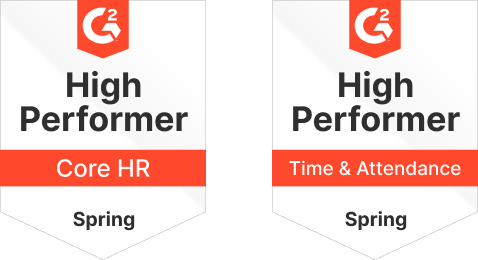 G2
High
Performer
Core HR
Spring
G2
High
Performer
Time & Attendance
Spring